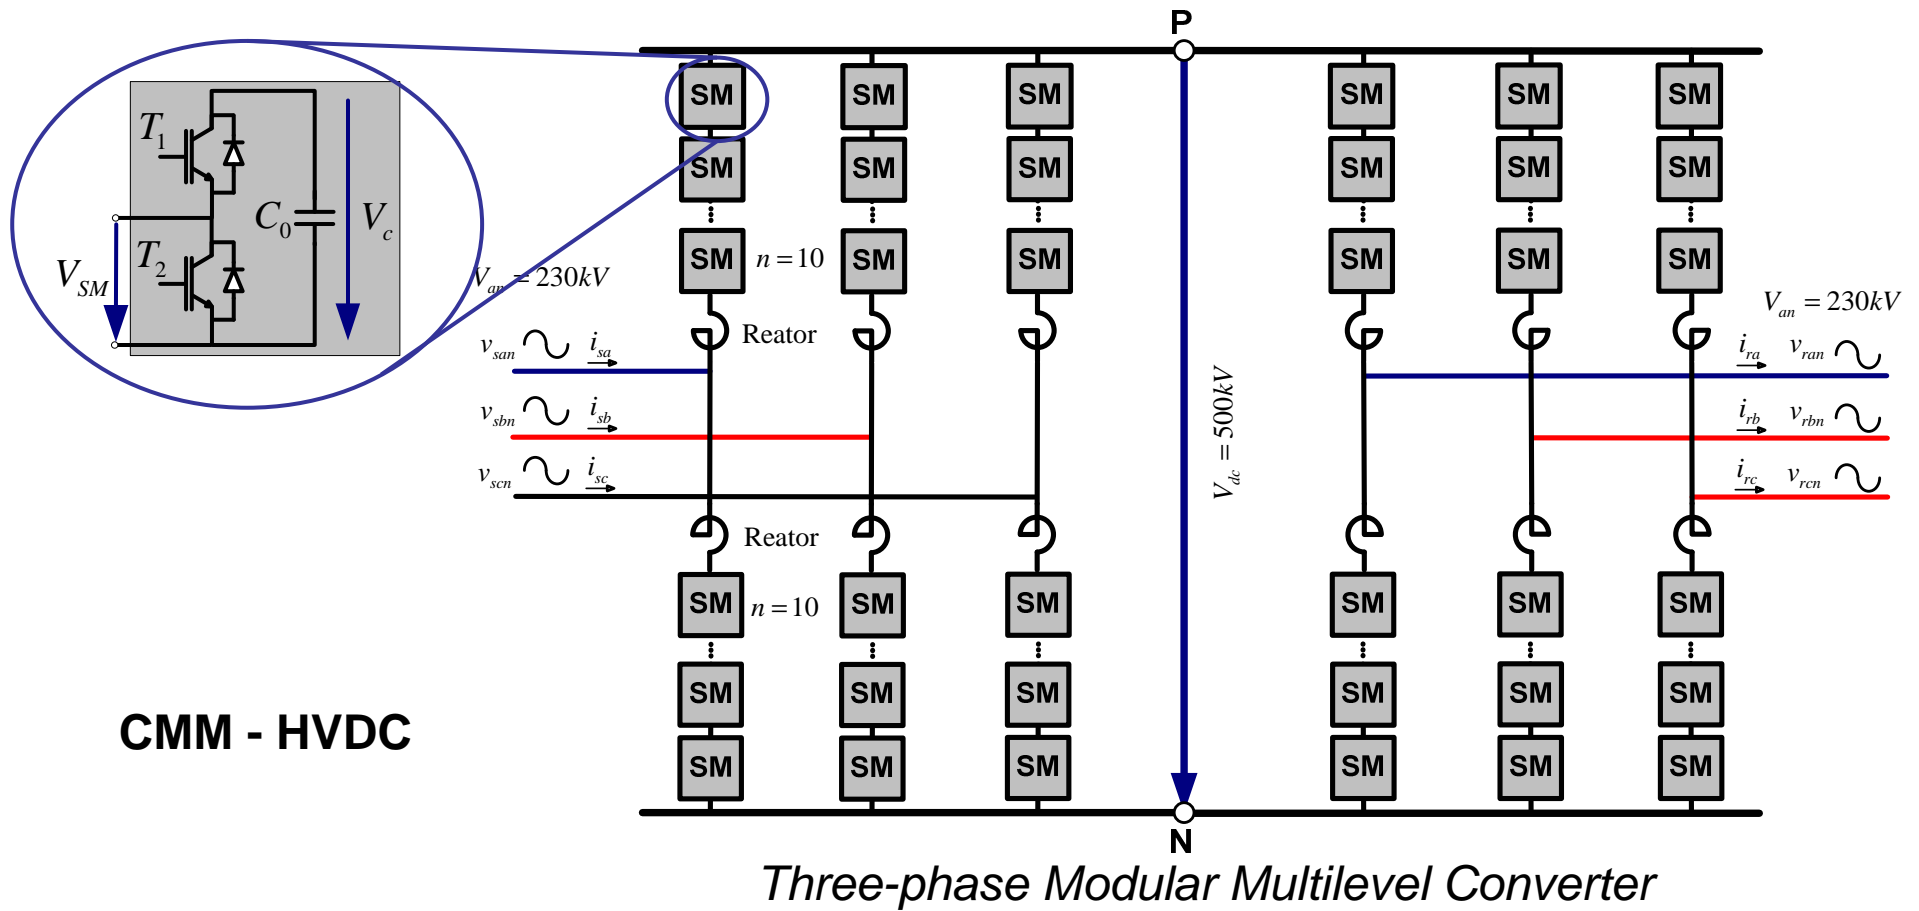 P
SM SM SM SM SM SM
SM SM SM SM SM SM
SM n = 10 SM SM SM SM SM
T1
C0
Vc
T2
VSM
Van = 230kV
Van = 230kV
Reator
vsan isa
vsbn isb
vscn isc
Vdc = 500kV
ira vran
irb vrbn
irc vrcn
Reator
SM n = 10 SM SM SM SM SM
SM SM SM SM SM SM
SM SM SM SM SM SM
CMM - HVDC
N
Three-phase Modular Multilevel Converter